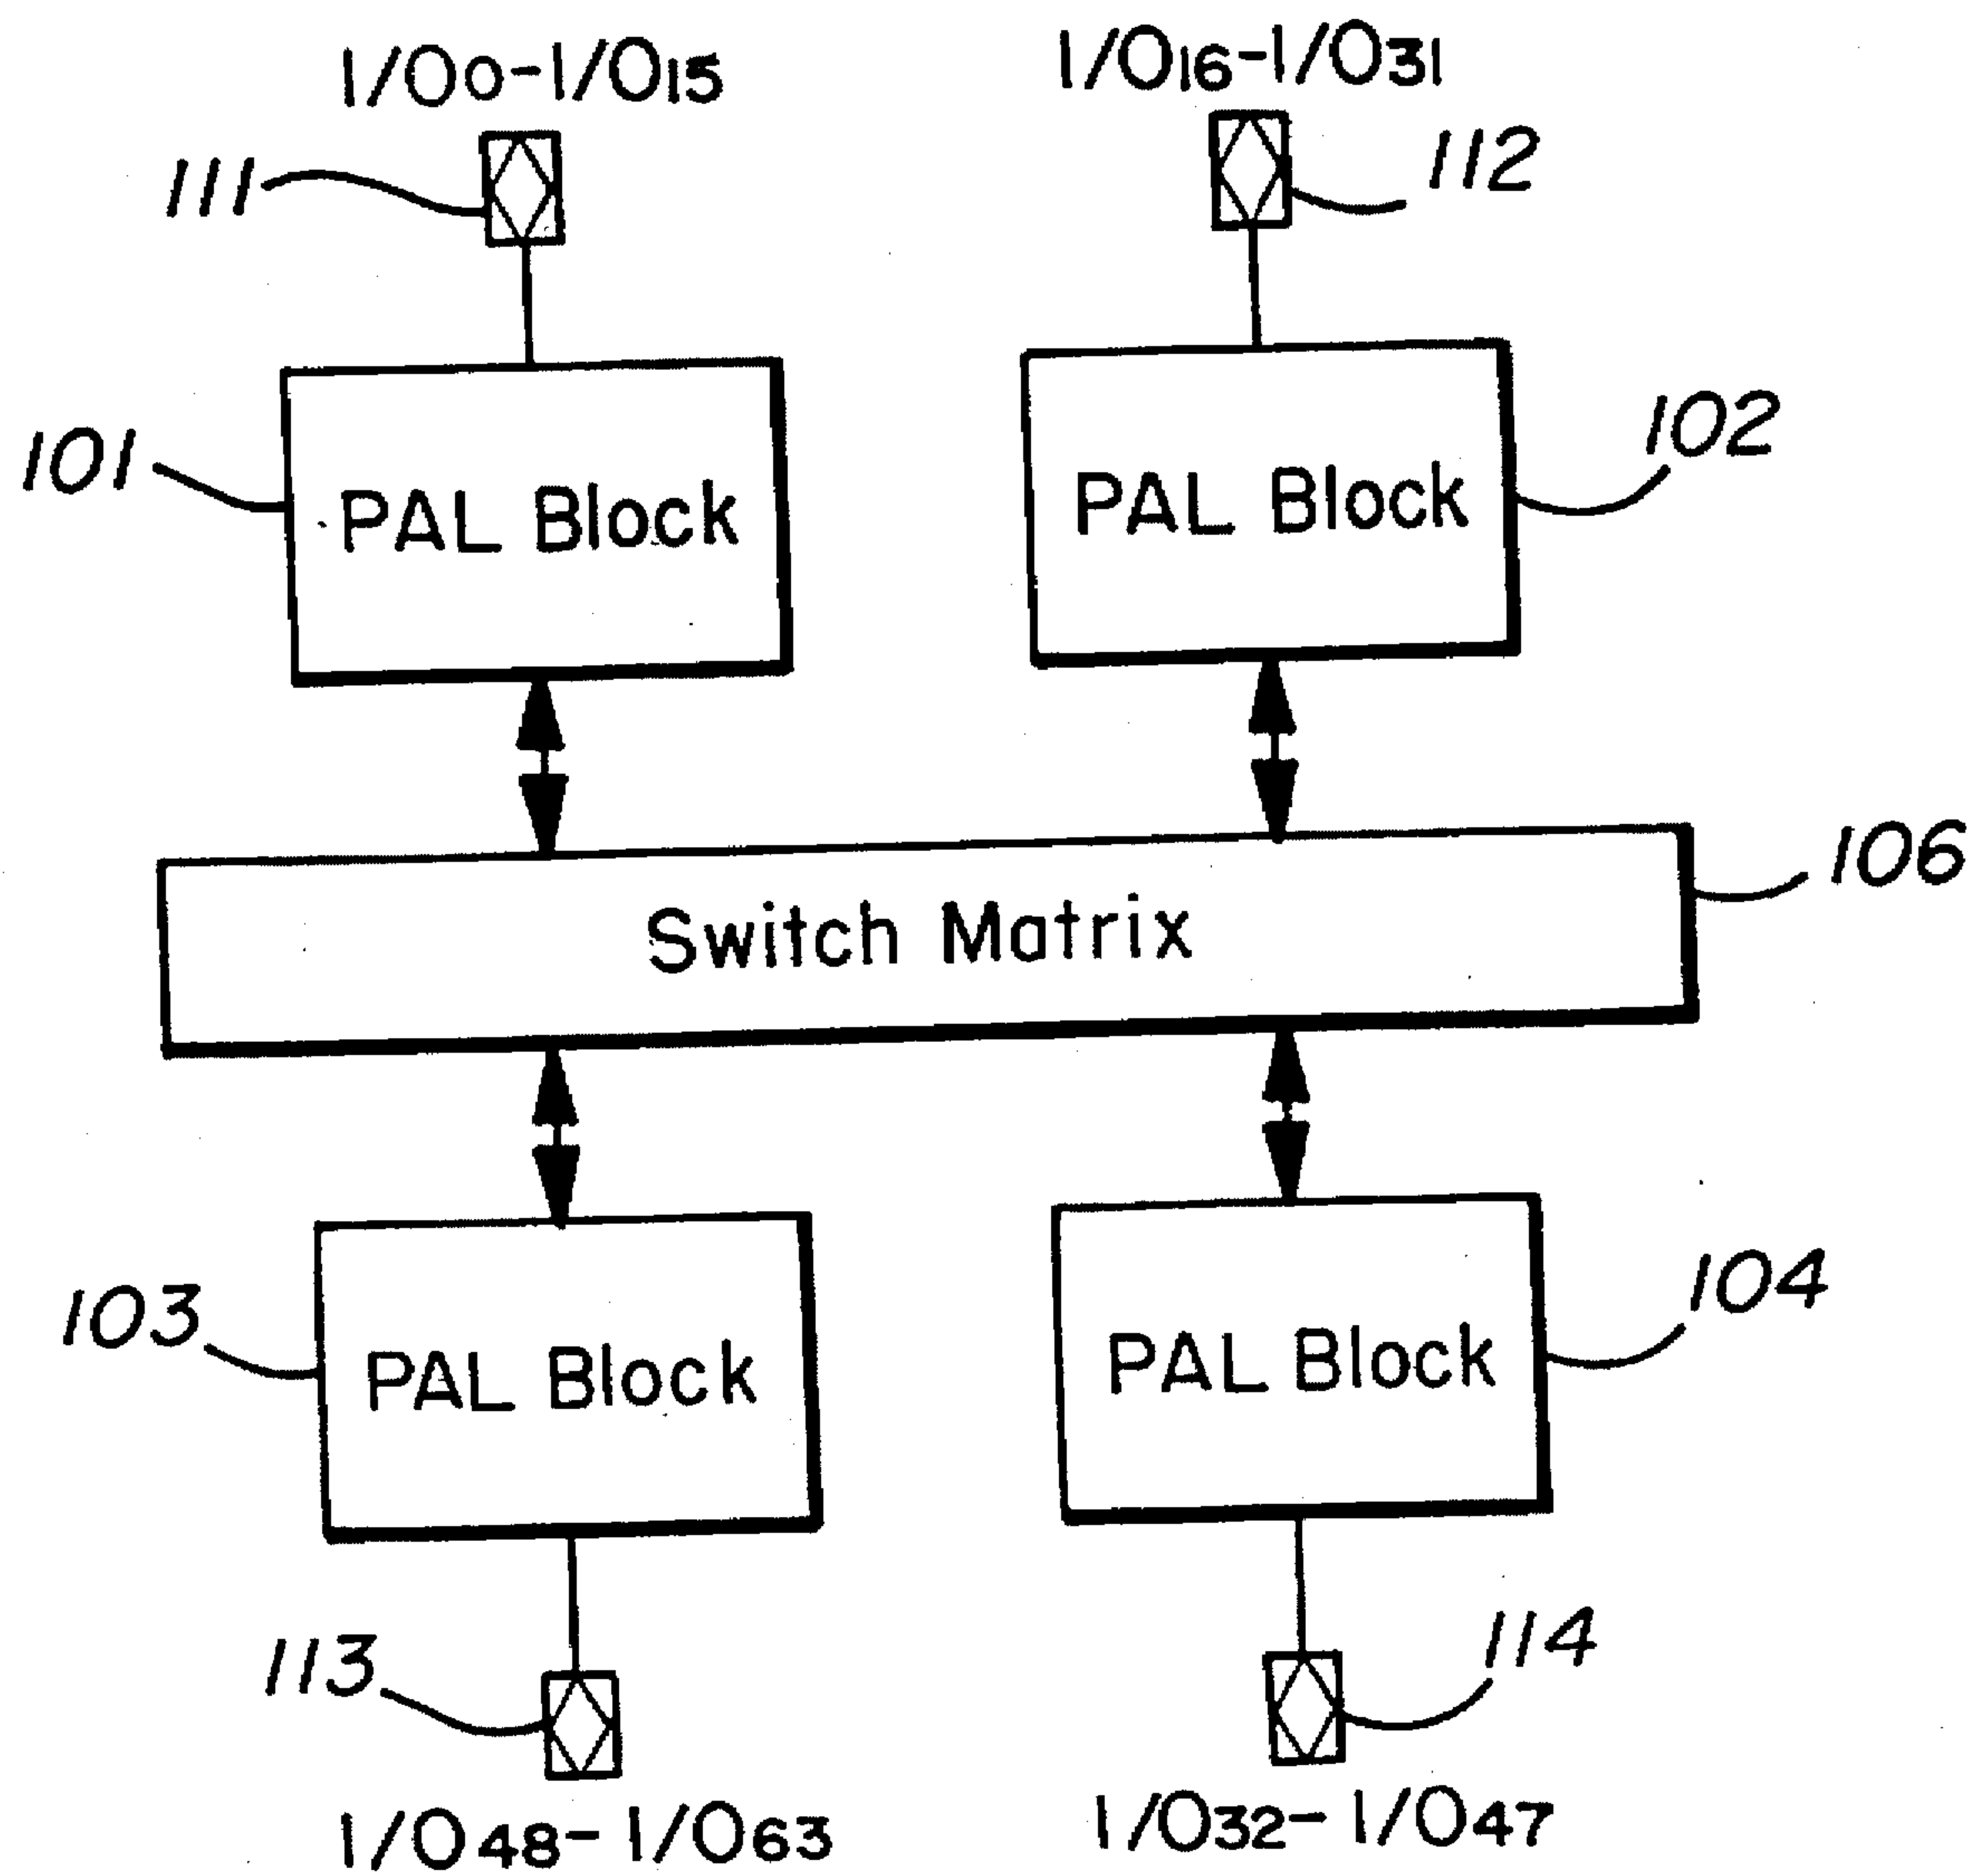 I/O0-I/O15
I/O16-I/O31
111
112
101
PAL Block
PAL Block
102
Switch Matrix
106
103
PAL Block
PAL Block
104
113
114
I/O48-I/O63
I/O32-I/O47